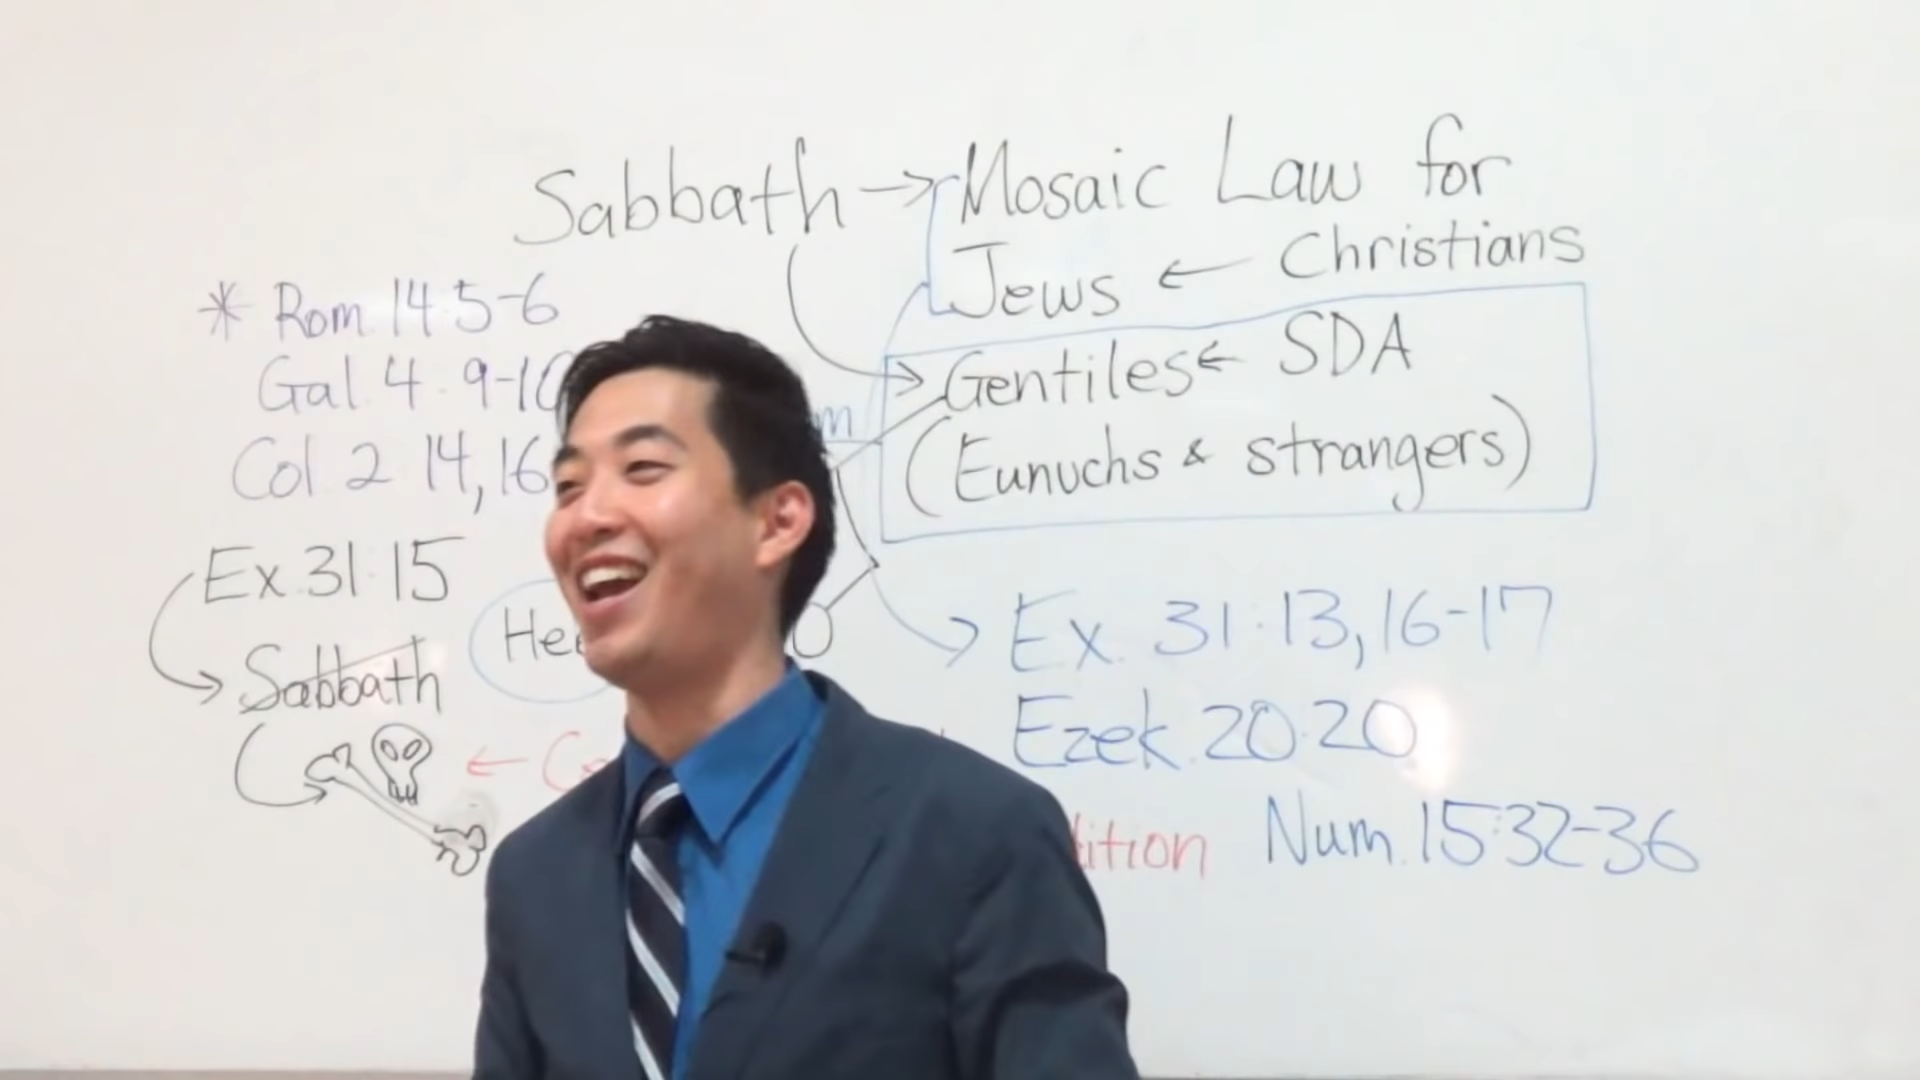 Sabbath → Mosaic Law for
Jews ← Christians
Gentiles ← SDA
(Eunuchs & strangers)
* Rom. 14:5-6
Gal. 4:9-10
Col. 2:14,16
Ex. 31:15
Sabbath
Ex. 31:13,16-17
Ezek. 20:20
Num. 15:32-36